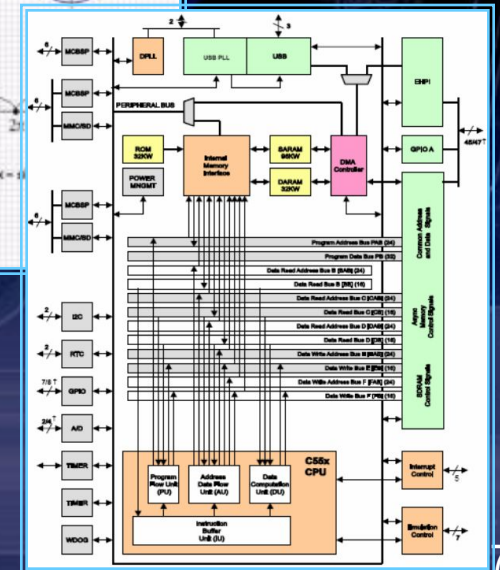 2
3
6
MCBSP
DPLL
USB PLL
USB
EHPI
6
MCBSP
MMC/SD
PERIPHERAL BUS
ROM
32KW
Internal
Memory
Interface
SARAM
96KW
DMA
Controller
GPIO A
POWER
MNGMT
DARAM
32KW
6
MCBSP
MMC/SD
Common Address
and Data Signals
Program Address Bus PAB (24)
Program Data Bus PB (32)
Data Read Address Bus B [BAB] (24)
Data Read Bus B [BB] (16)
Data Read Address Bus C [CAB] (24)
Data Read Bus C [CB] (16)
Data Read Address Bus D [DAB] (24)
Data Read Bus D [DB] (16)
Data Write Address Bus E [EAB] (24)
Data Write Bus E [EB] (16)
Data Write Address Bus F [FAB] (24)
Data Write Bus F [FB] (16)
Async
Memory
Control Signals
SDRAM
Control Signals
2
I2C
2
RTC
GPIO
A/D
TIMER
TIMER
WDOG
C55x
CPU
Program
Flow Unit
(PU)
Address
Data Flow
Unit (AU)
Data
Computation
Unit (DU)
Instruction
Buffer
Unit (IU)
Interrupt
Control
5
Emulation
Control
7